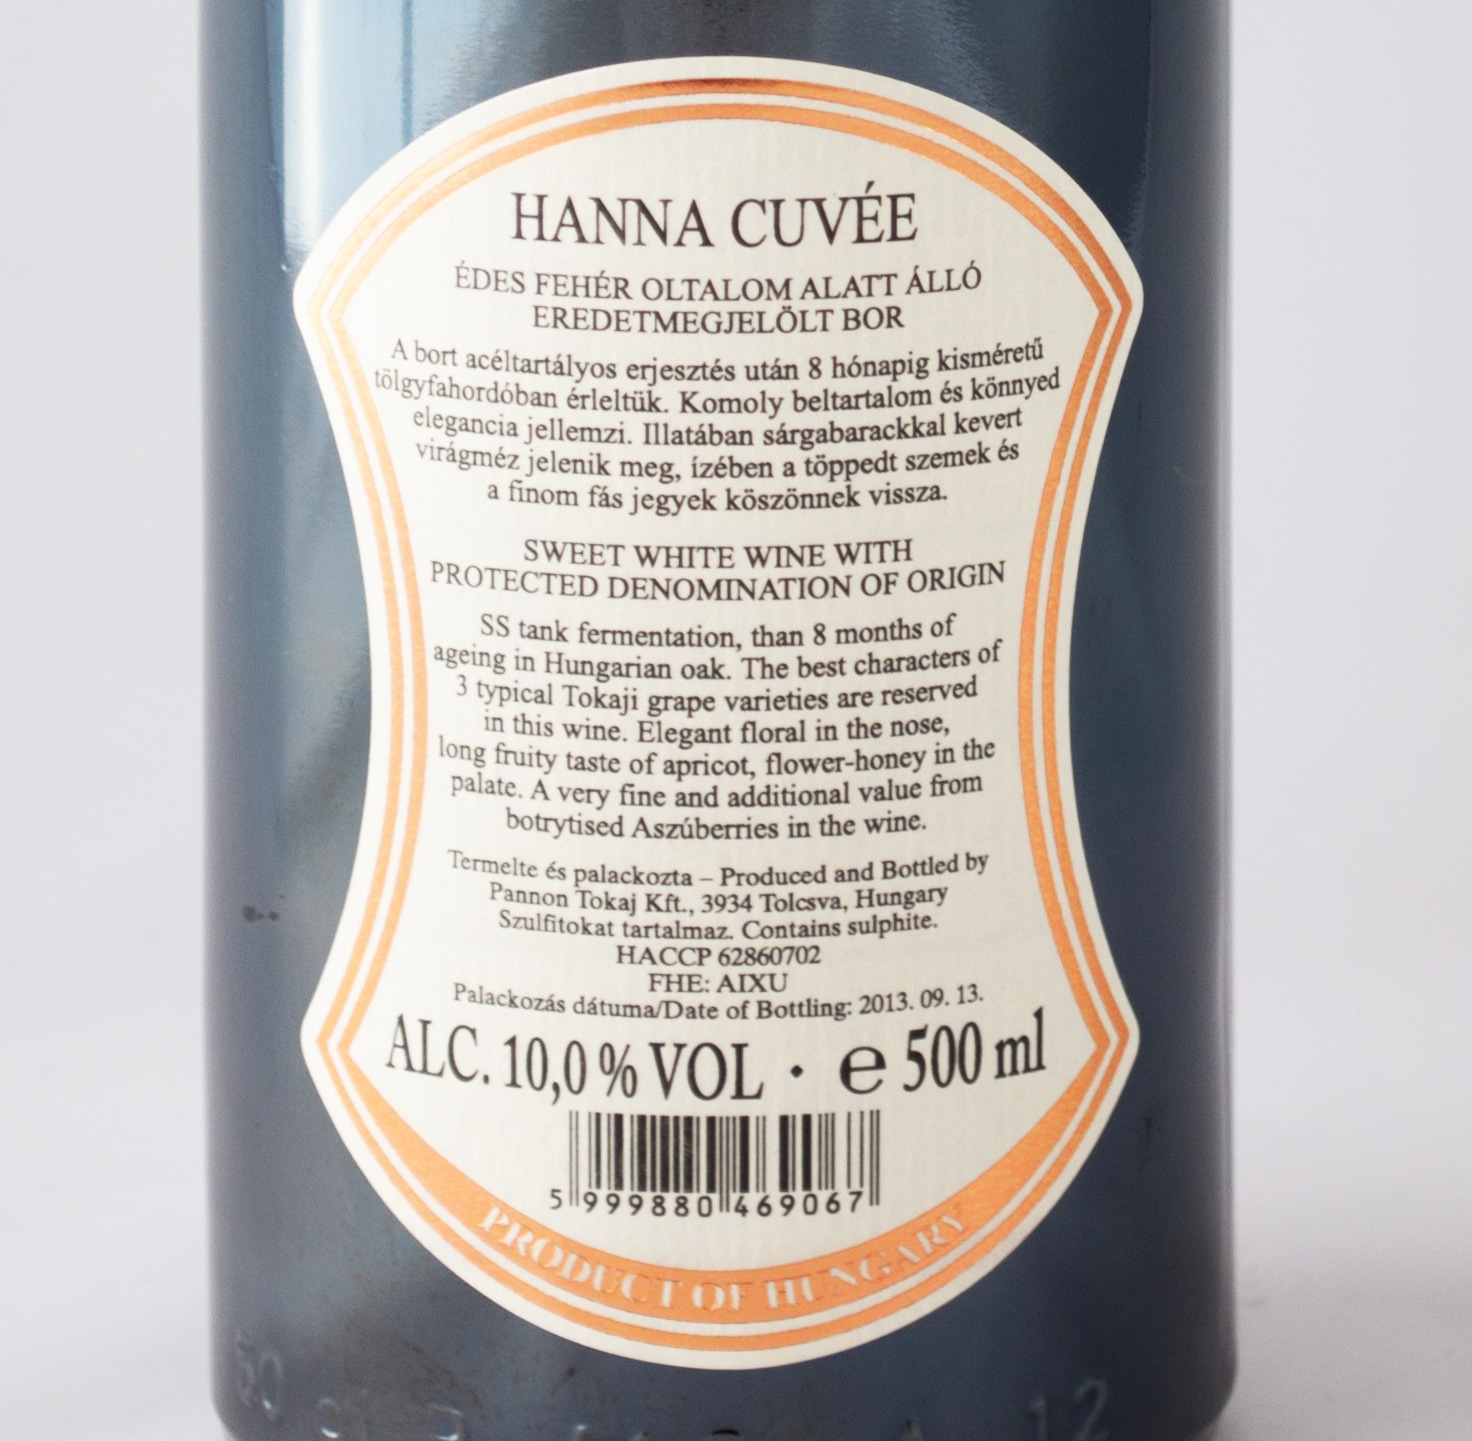 HANNA CUVÉE
ÉDES FEHÉR OLTALOM ALATT ÁLLÓ
EREDETMEGJELÖLT BOR
A bort acéltartályos erjesztés után 8 hónapig kisméretű
tölgyfahordóban érleltük. Komoly beltartalom és könnyed
elegancia jellemzi. Illatában sárgabarackkal kevert
virágméz jelenik meg, ízében a töppedt szemek és
a finom fás jegyek köszönnek vissza.
SWEET WHITE WINE WITH
PROTECTED DENOMINATION OF ORIGIN
SS tank fermentation, than 8 months of
ageing in Hungarian oak. The best characters of
3 typical Tokaji grape varieties are reserved
in this wine. Elegant floral in the nose,
long fruity taste of apricot, flower-honey in the
palate. A very fine and additional value from
botrytised Aszúberries in the wine.
Termelte és palackozta – Produced and Bottled by
Pannon Tokaj Kft., 3934 Tolcsva, Hungary
Szulfitokat tartalmaz. Contains sulphite.
HACCP 62860702
FHE: AIXU
Palackozás dátuma/Date of Bottling: 2013. 09. 13.
ALC. 10,0 % VOL · e 500 ml
5 999880 469067
PRODUCT OF HUNGARY
50 cl 12